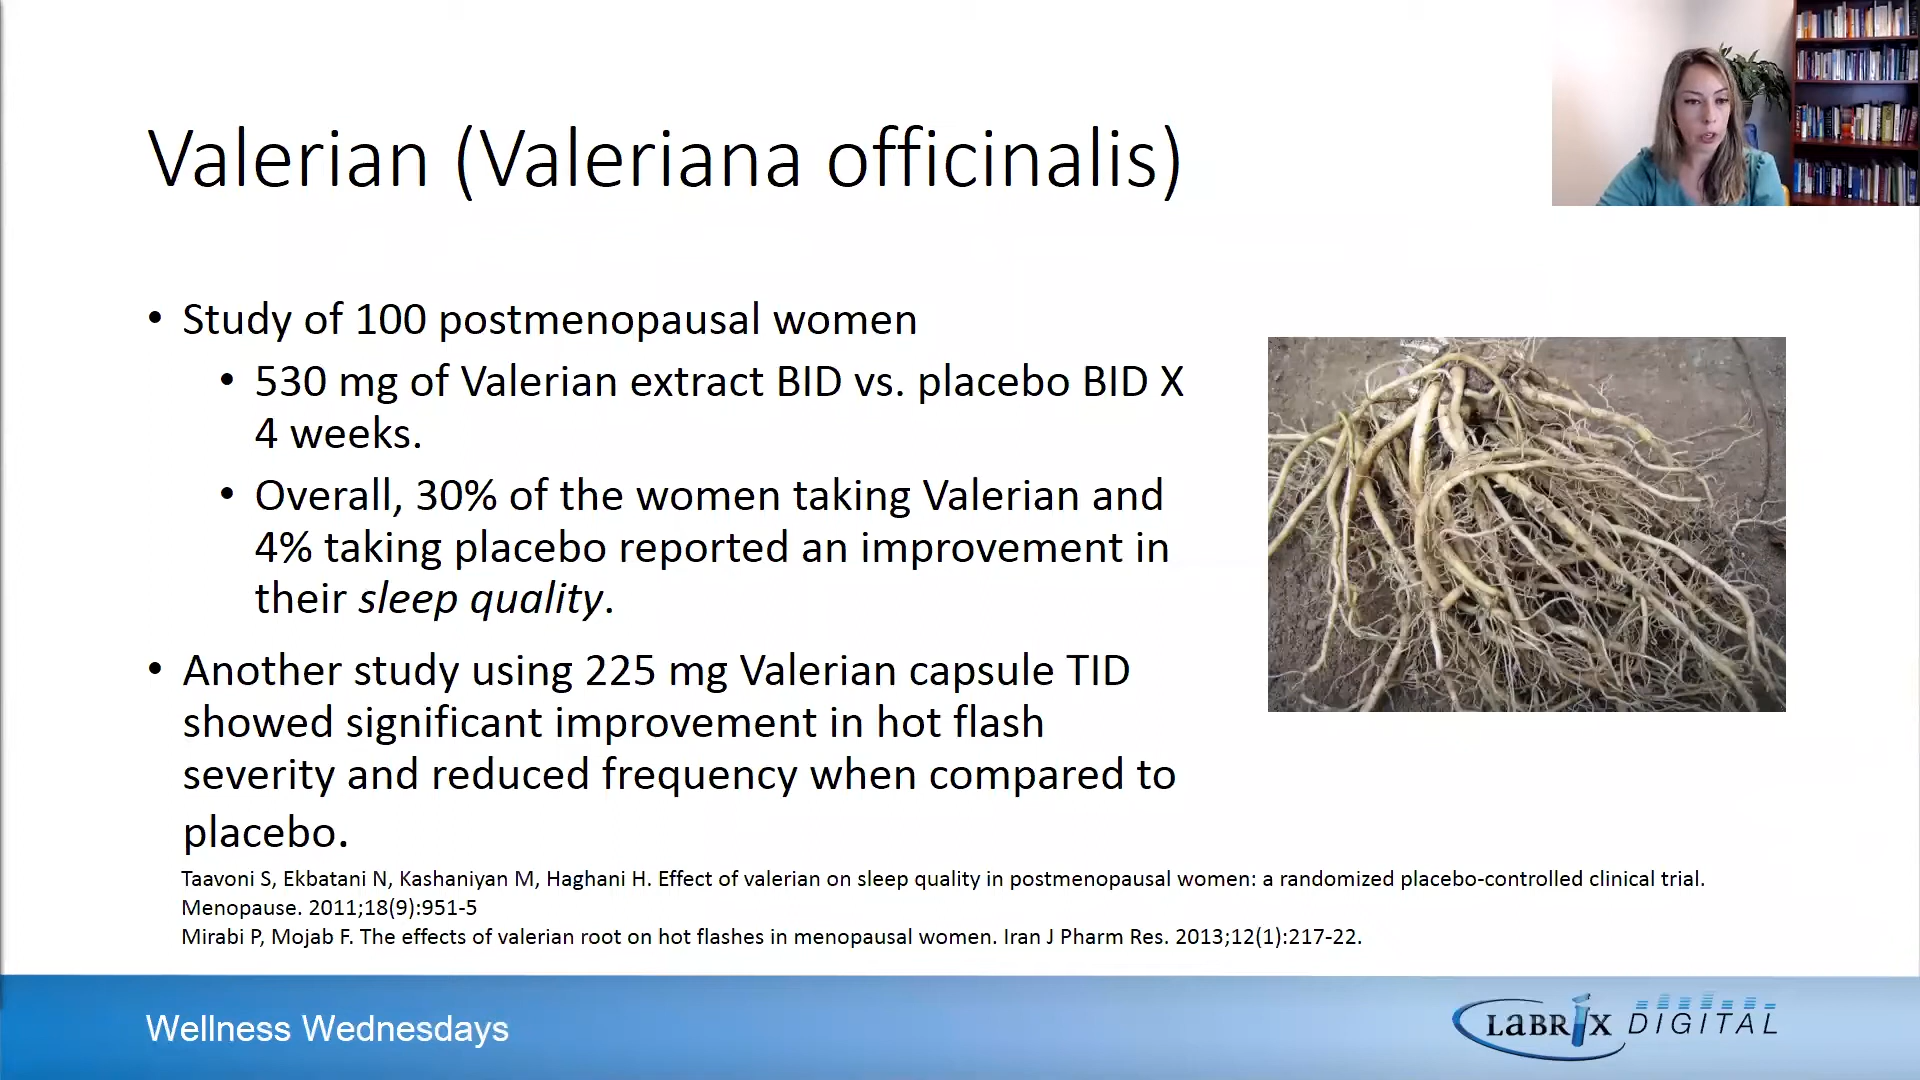 Valerian (Valeriana officinalis)
• Study of 100 postmenopausal women
• 530 mg of Valerian extract BID vs. placebo BID X
4 weeks.
• Overall, 30% of the women taking Valerian and
4% taking placebo reported an improvement in
their sleep quality.
• Another study using 225 mg Valerian capsule TID
showed significant improvement in hot flash
severity and reduced frequency when compared to
placebo.
Taavoni S, Ekbatani N, Kashaniyan M, Haghani H. Effect of valerian on sleep quality in postmenopausal women: a randomized placebo-controlled clinical trial.
Menopause. 2011;18(9):951-5
Mirabi P, Mojab F. The effects of valerian root on hot flashes in menopausal women. Iran J Pharm Res. 2013;12(1):217-22.
Wellness Wednesdays
LABRIX DIGITAL